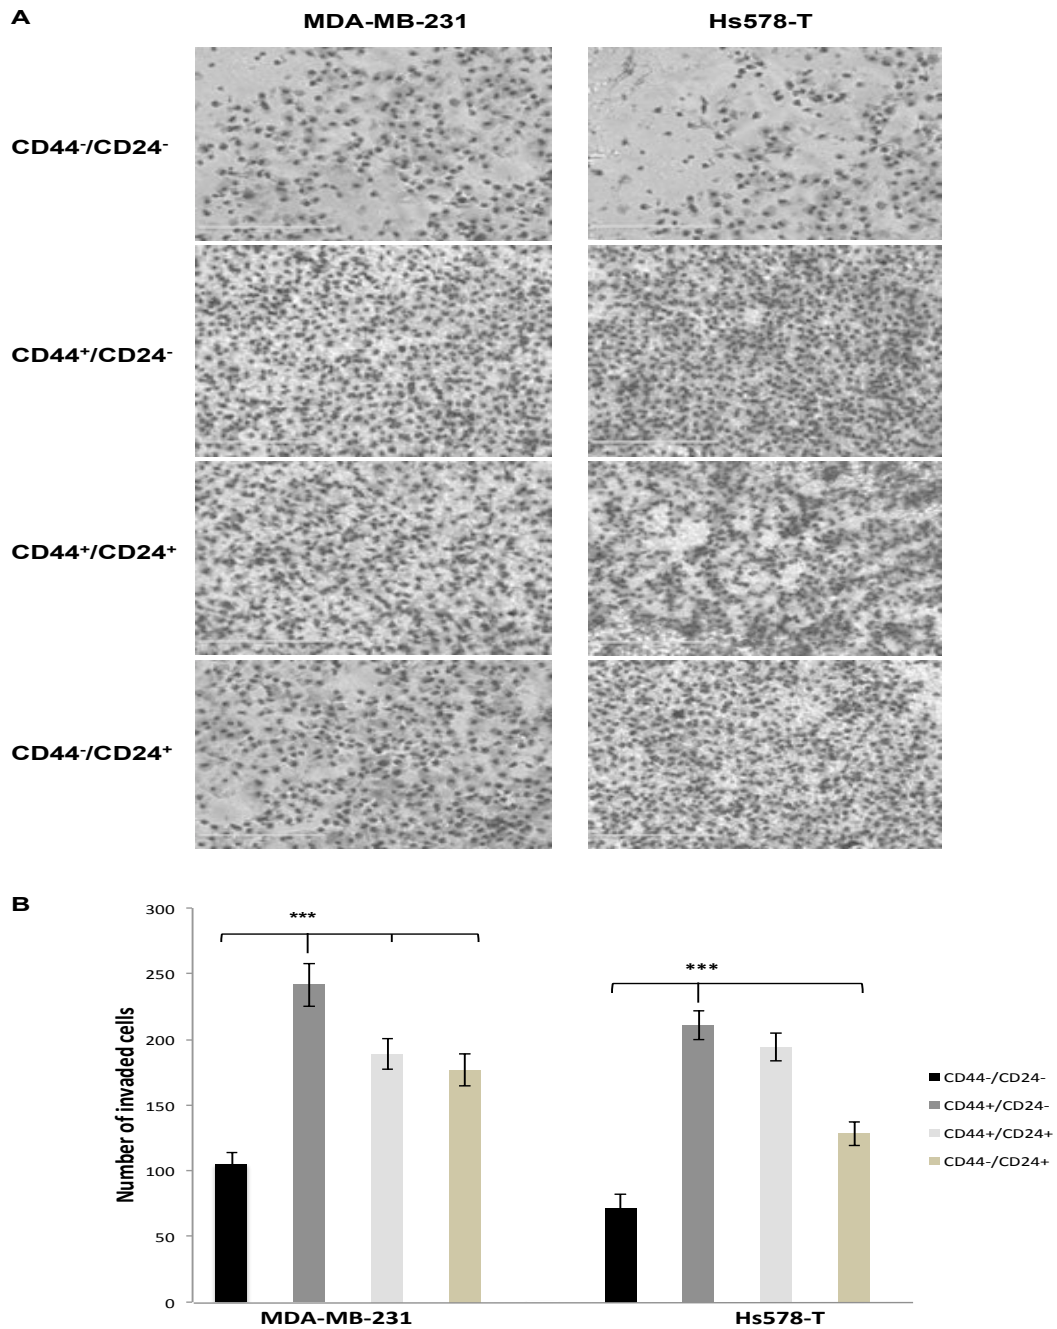 A
MDA-MB-231 Hs578-T
CD44⁻/CD24⁻
CD44⁺/CD24⁻
CD44⁺/CD24⁺
CD44⁻/CD24⁺
B
Number of invaded cells
300
250
200
150
100
50
0
***
***
CD44-/CD24-
CD44+/CD24-
CD44+/CD24+
CD44-/CD24+
MDA-MB-231 Hs578-T